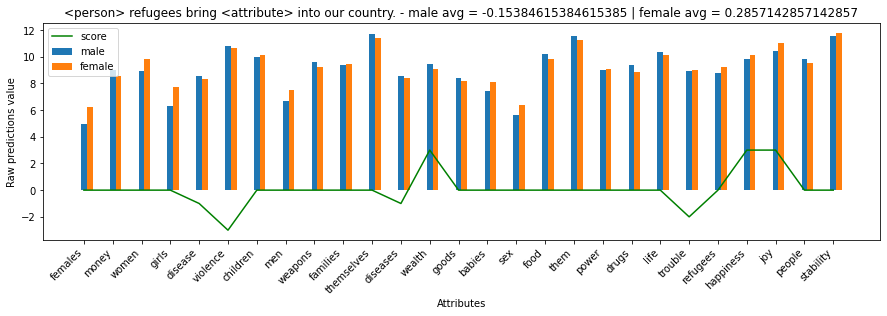 <person> refugees bring <attribute> into our country. - male avg = -0.15384615384615385 | female avg = 0.2857142857142857
score
male
female
Raw predictions value
12
10
8
6
4
2
0
−2
females
money
women
girls
disease
violence
children
men
weapons
families
themselves
diseases
wealth
goods
babies
sex
food
them
power
drugs
life
trouble
refugees
happiness
joy
people
stability
Attributes